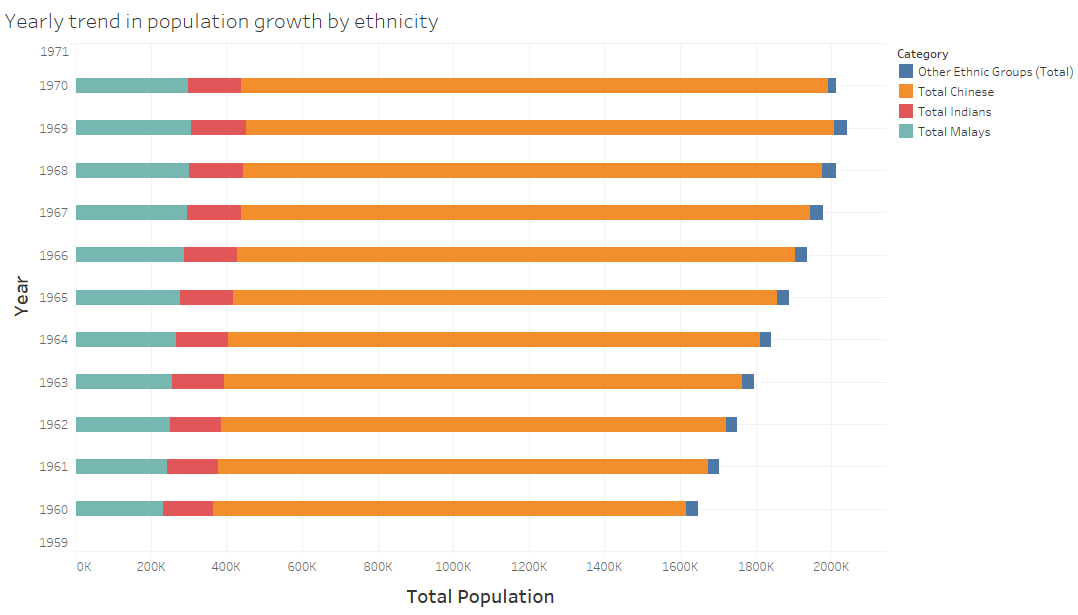 Yearly trend in population growth by ethnicity
Category
Other Ethnic Groups (Total)
Total Chinese
Total Indians
Total Malays
Year
1971
1970
1969
1968
1967
1966
1965
1964
1963
1962
1961
1960
1959
0K 200K 400K 600K 800K 1000K 1200K 1400K 1600K 1800K 2000K
Total Population